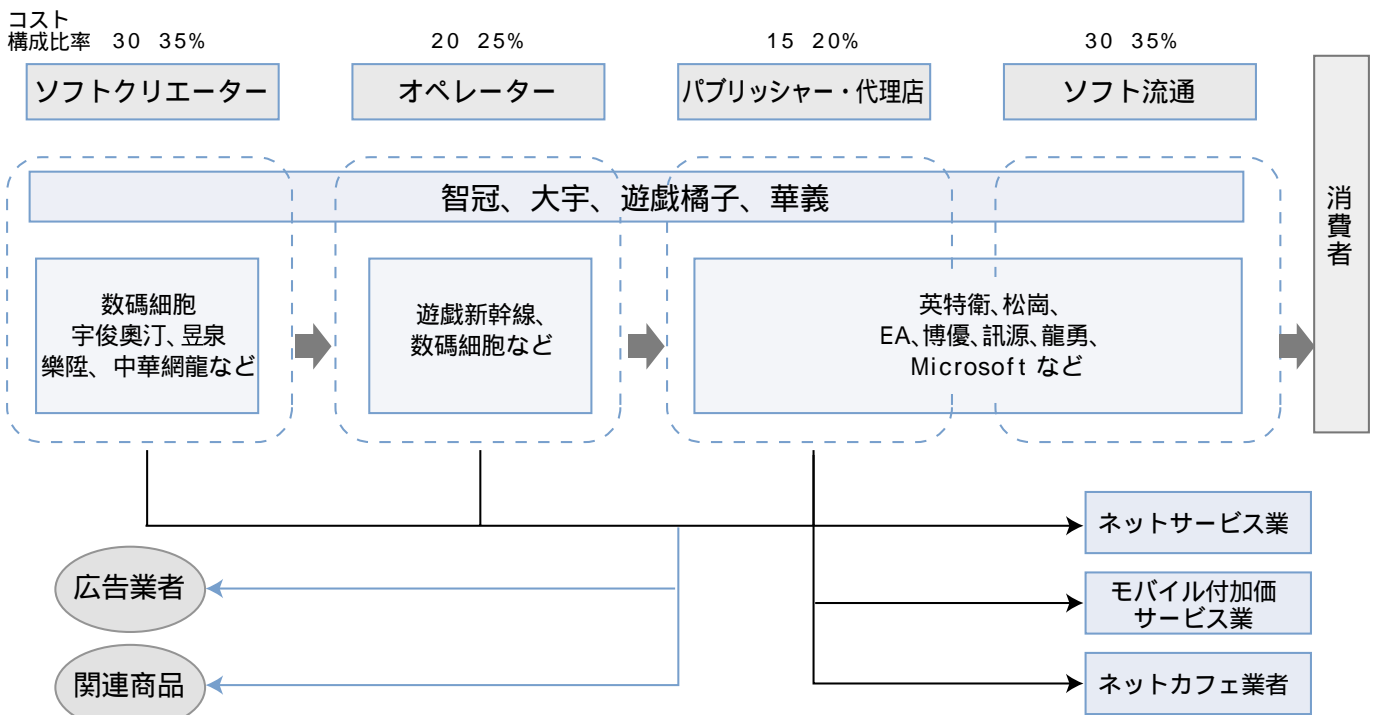 コスト
構成比率 30 35% 20 25% 15 20% 30 35%
ソフトクリエーター オペレーター パブリッシャー・代理店 ソフト流通
消費者
智冠、大宇、遊戯橘子、華義
数碼細胞
宇俊奧汀、昱泉
樂陞、中華網龍など
遊戯新幹線、
数碼細胞など
英特衛、松崗、
EA、博優、訊源、龍勇、
Microsoft など
ネットサービス業
広告業者
モバイル付加価
サービス業
関連商品
ネットカフェ業者